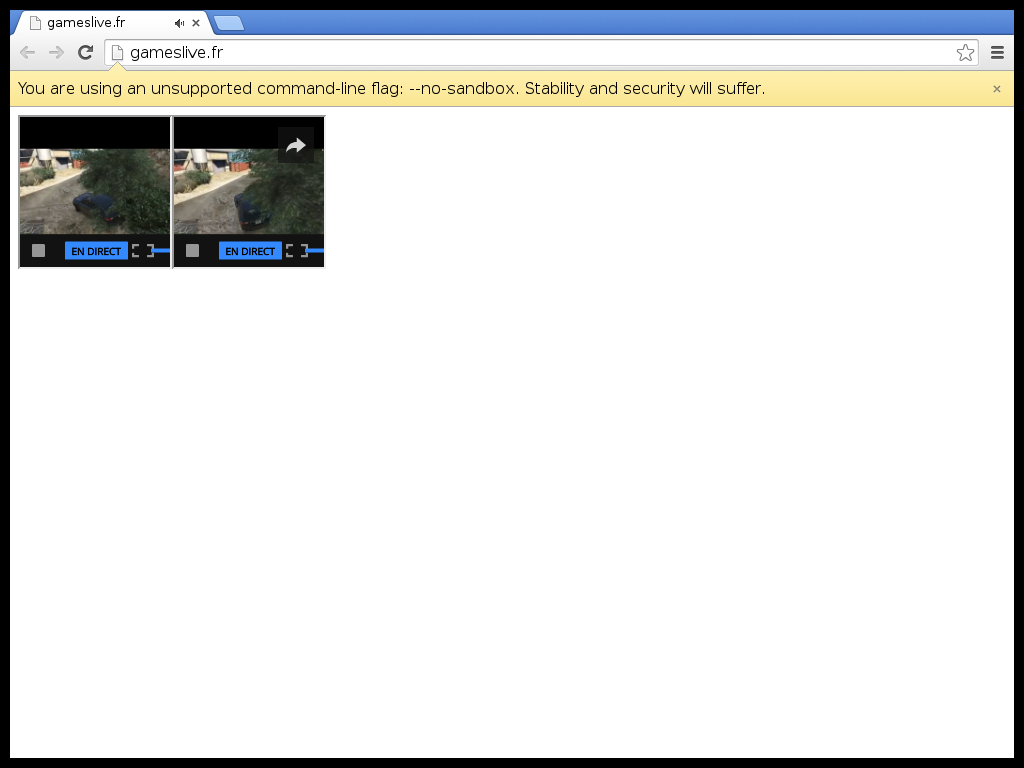 gameslive.fr
gameslive.fr
You are using an unsupported command-line flag: --no-sandbox. Stability and security will suffer.
EN DIRECT
EN DIRECT